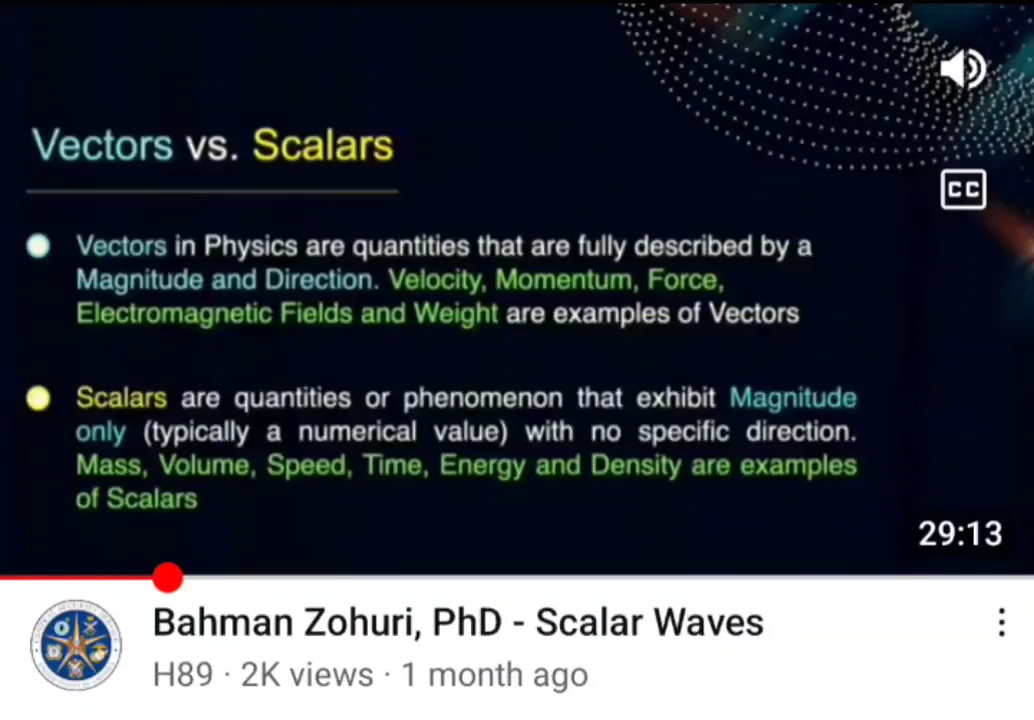 Vectors vs. Scalars
CC
Vectors in Physics are quantities that are fully described by a
Magnitude and Direction. Velocity, Momentum, Force,
Electromagnetic Fields and Weight are examples of Vectors
Scalars are quantities or phenomenon that exhibit Magnitude
only (typically a numerical value) with no specific direction.
Mass, Volume, Speed, Time, Energy and Density are examples
of Scalars
29:13
Bahman Zohuri, PhD - Scalar Waves
H89 · 2K views · 1 month ago